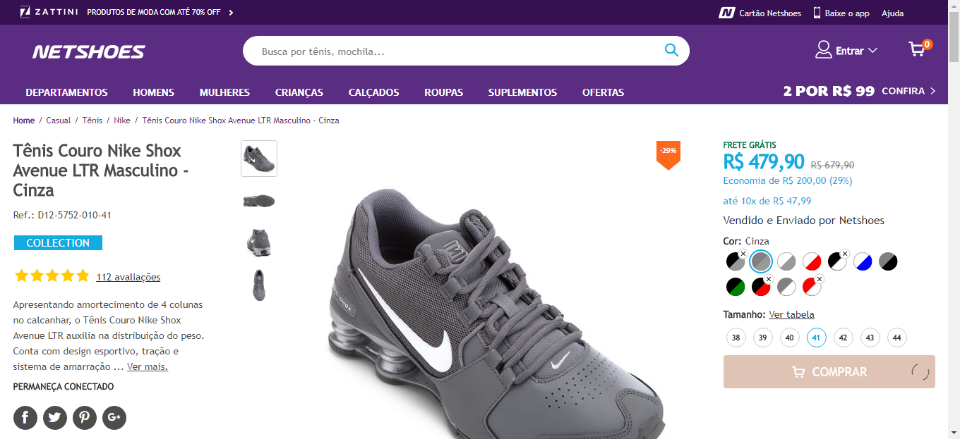 ZATTINI PRODUTOS DE MODA COM ATÉ 70% OFF
Cartão Netshoes Baixe o app Ajuda
NETSHOES
Busca por tênis, mochila...
Entrar
0
DEPARTAMENTOS HOMENS MULHERES CRIANÇAS CALÇADOS ROUPAS SUPLEMENTOS OFERTAS
2 POR R$ 99 CONFIRA
Home / Casual / Tênis / Nike / Tênis Couro Nike Shox Avenue LTR Masculino - Cinza
Tênis Couro Nike Shox
Avenue LTR Masculino -
Cinza
Ref.: D12-5752-010-41
COLLECTION
112 avaliações
Apresentando amortecimento de 4 colunas
no calcanhar, o Tênis Couro Nike Shox
Avenue LTR auxilia na distribuição do peso.
Conta com design esportivo, tração e
sistema de amarração ... Ver mais.
PERMANEÇA CONECTADO
-29%
SHOX
FRETE GRÁTIS
R$ 479,90 R$ 679,90
Economia de R$ 200,00 (29%)
até 10x de R$ 47,99
Vendido e Enviado por Netshoes
Cor: Cinza
Tamanho: Ver tabela
38 39 40 41 42 43 44
COMPRAR